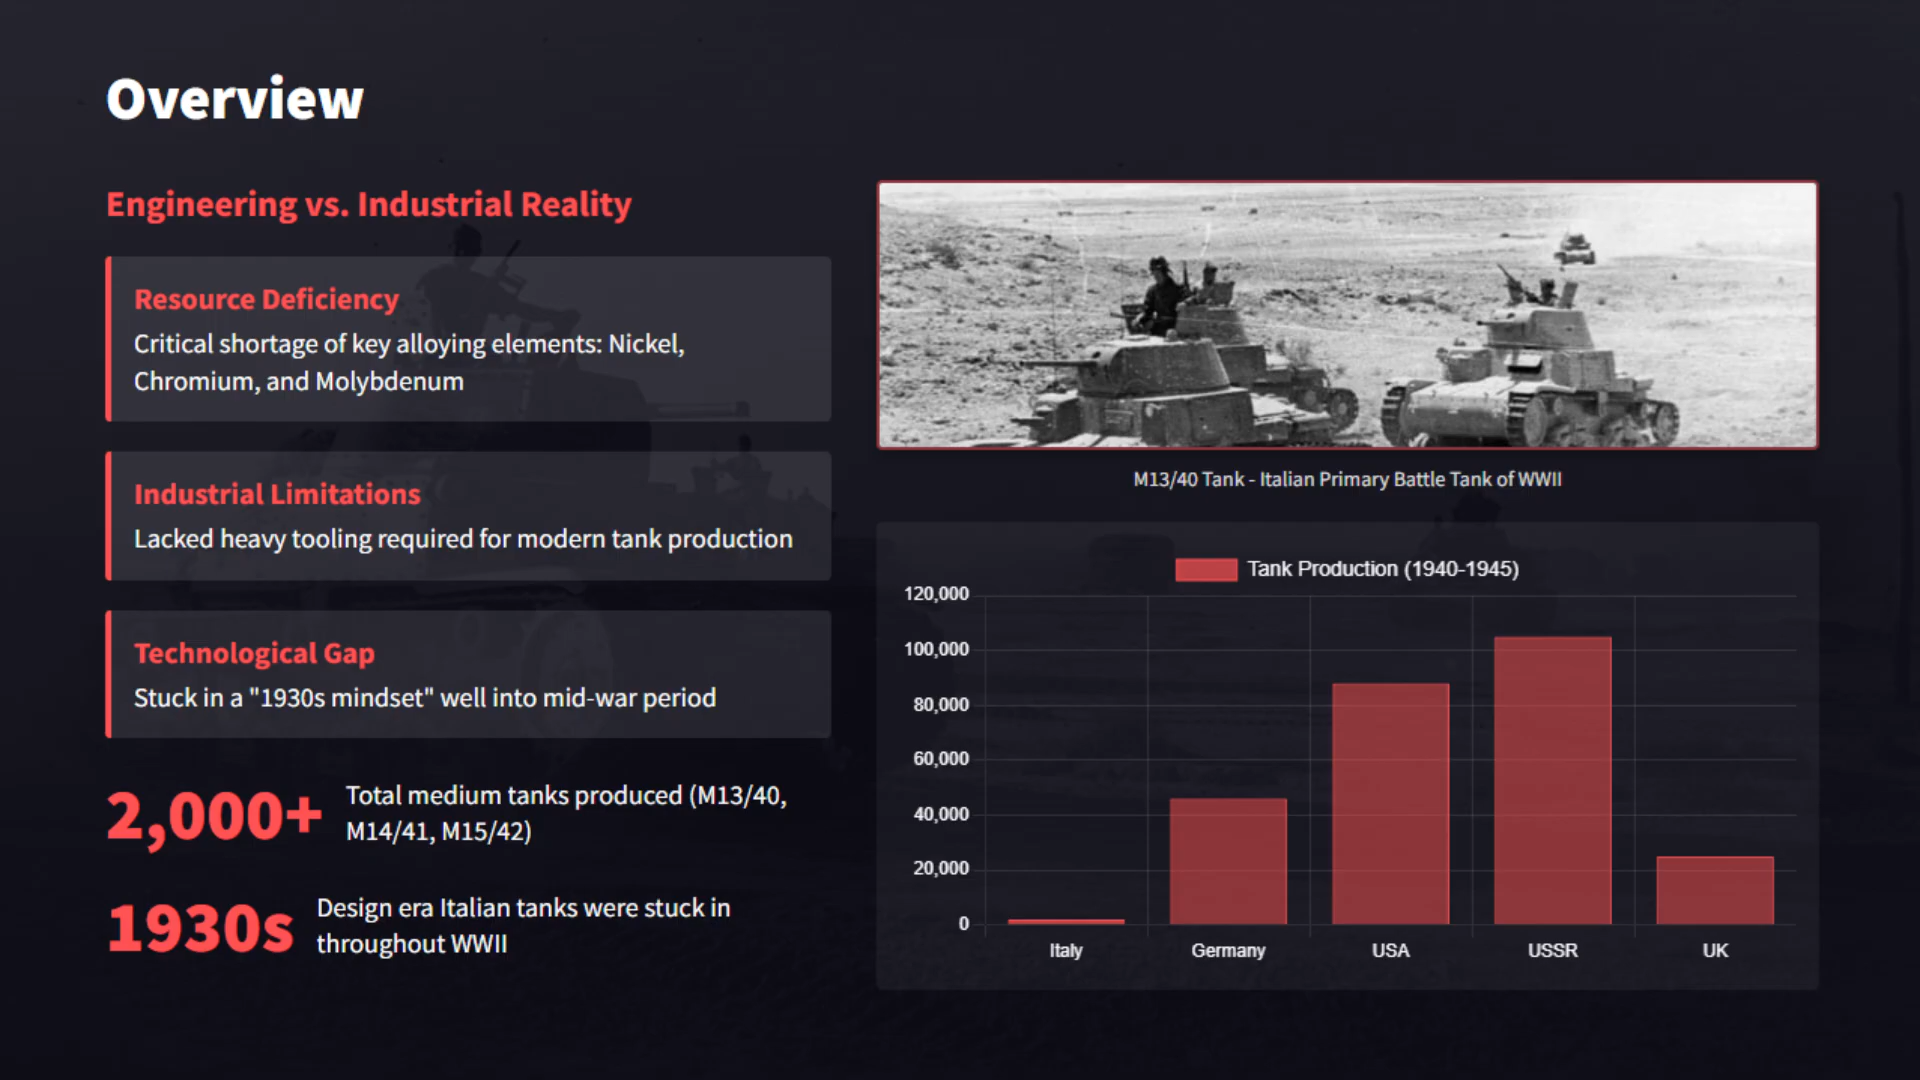 Overview
Engineering vs. Industrial Reality
Resource Deficiency
Critical shortage of key alloying elements: Nickel,
Chromium, and Molybdenum
Industrial Limitations
Lacked heavy tooling required for modern tank production
Technological Gap
Stuck in a "1930s mindset" well into mid-war period
2,000+
Total medium tanks produced (M13/40,
M14/41, M15/42)
1930s
Design era Italian tanks were stuck in
throughout WWII
M13/40 Tank - Italian Primary Battle Tank of WWII
Tank Production (1940-1945)
120,000
100,000
80,000
60,000
40,000
20,000
0
Italy
Germany
USA
USSR
UK